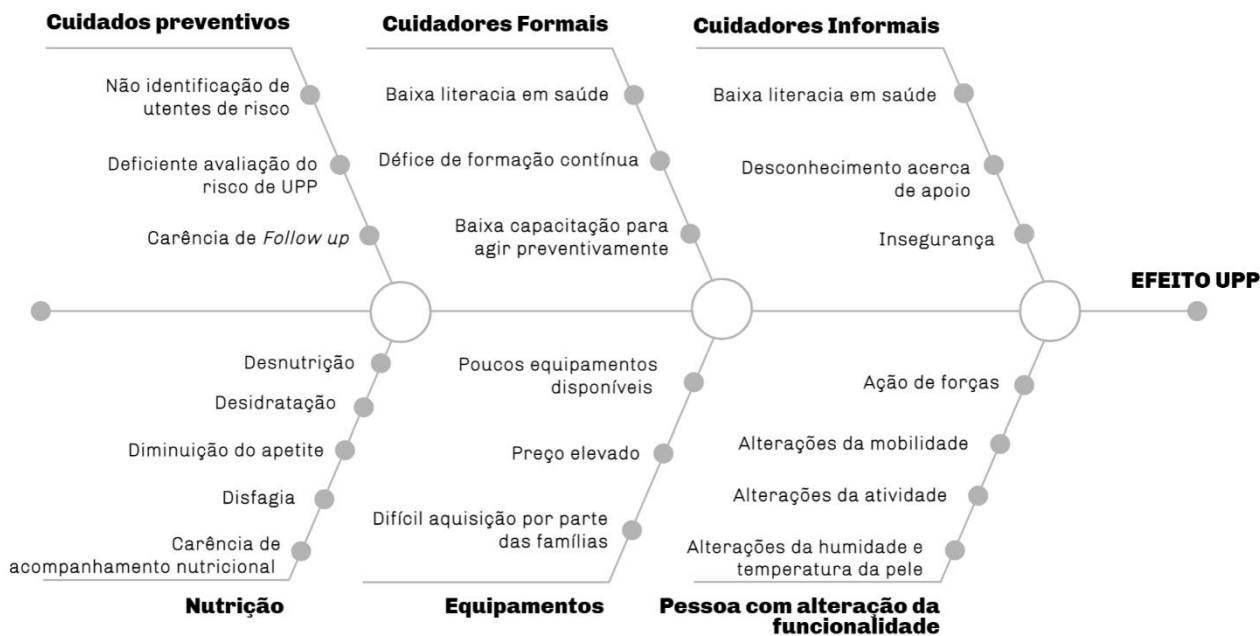 Cuidados preventivos
Não identificação de
utentes de risco
Deficiente avaliação do
risco de UPP
Carência de Follow up
Cuidadores Formais
Baixa literacia em saúde
Défice de formação contínua
Baixa capacitação para
agir preventivamente
Cuidadores Informais
Baixa literacia em saúde
Desconhecimento acerca
de apoio
Insegurança
EFEITO UPP
Desnutrição
Desidratação
Diminuição do apetite
Disfagia
Carência de
acompanhamento nutricional
Nutrição
Poucos equipamentos
disponíveis
Preço elevado
Difícil aquisição por parte
das famílias
Equipamentos
Ação de forças
Alterações da mobilidade
Alterações da atividade
Alterações da humidade e
temperatura da pele
Pessoa com alteração da
funcionalidade